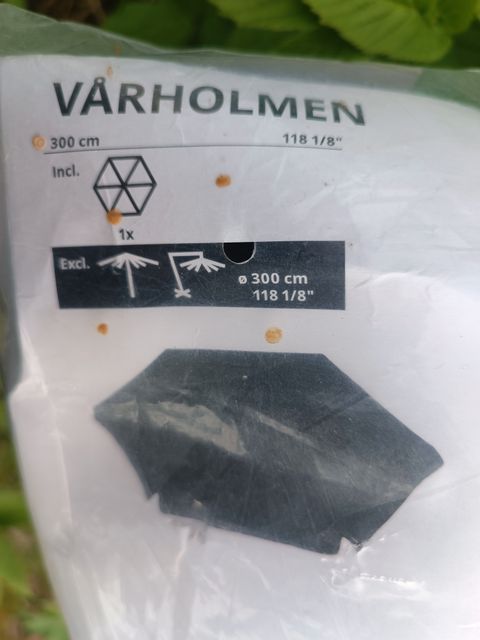 VÅRHOLMEN
⌀ 300 cm 118 1/8"
Incl.
1x
Excl.
ø 300 cm
118 1/8"